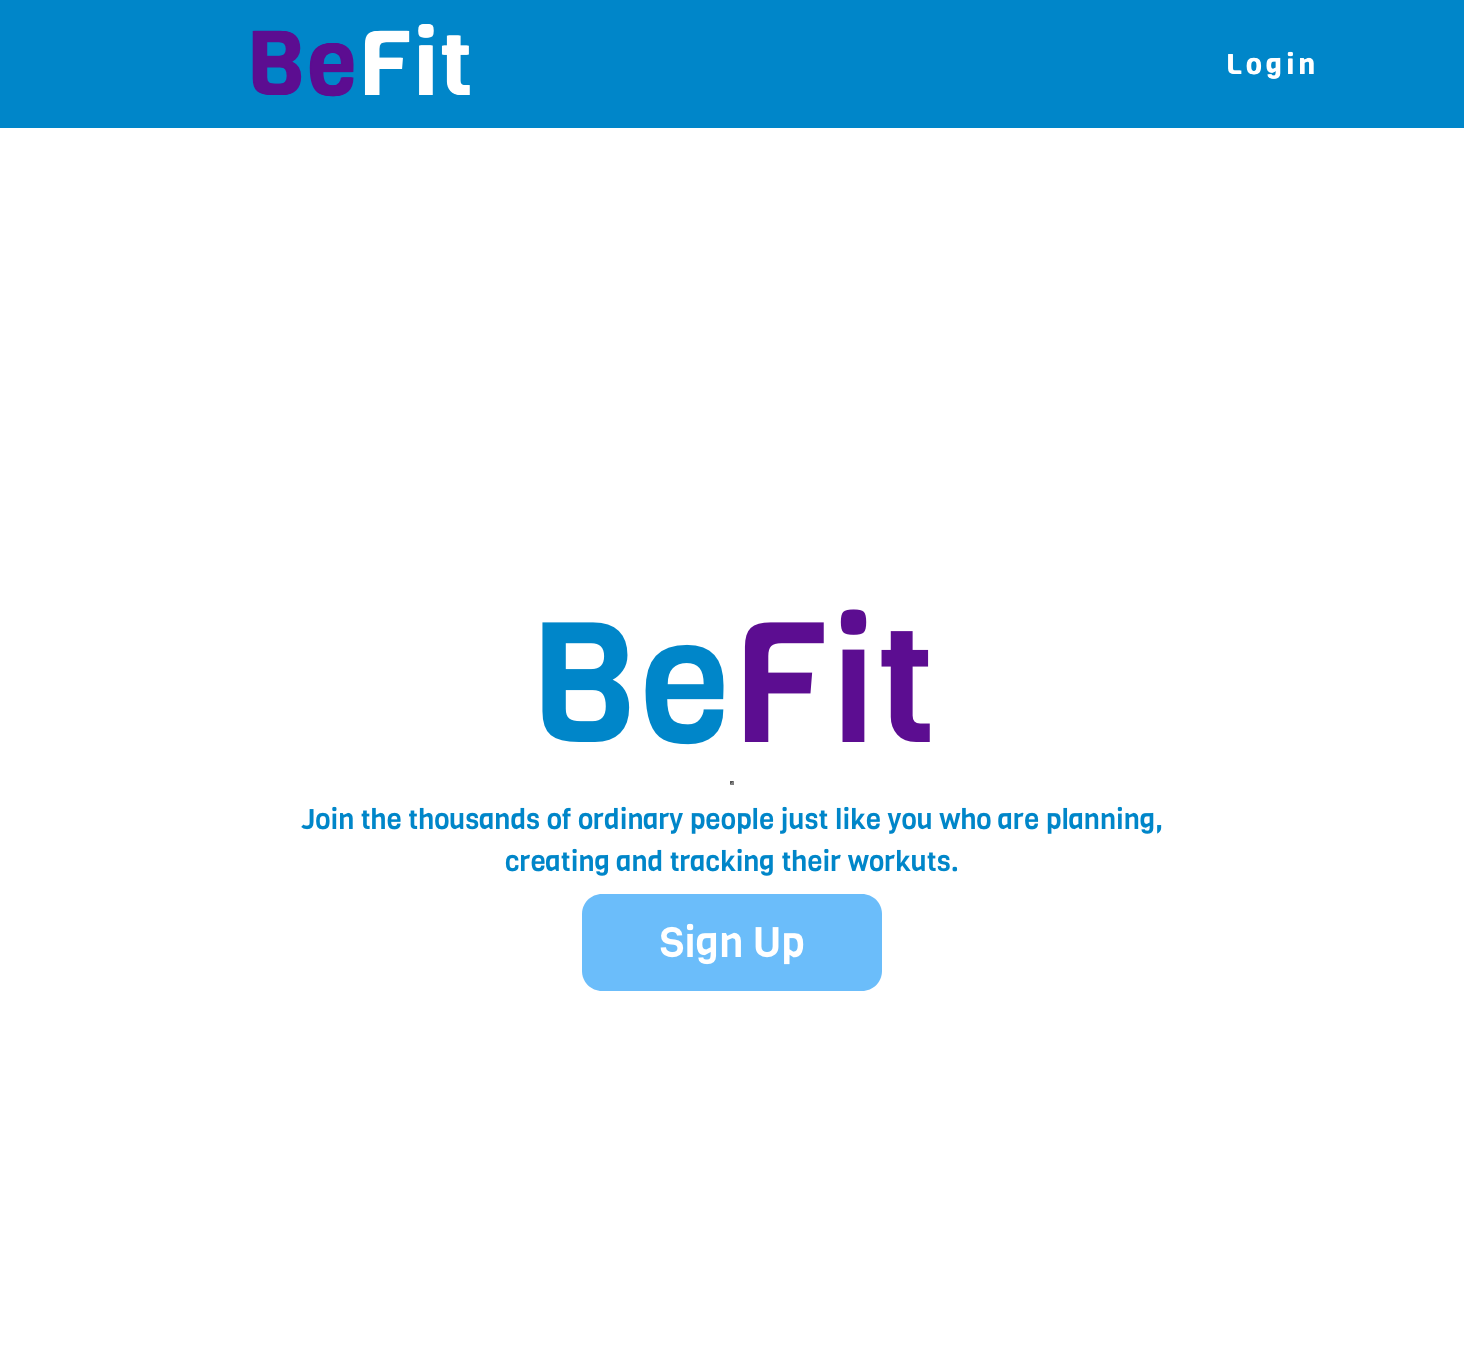 BeFit
Login
BeFit
Join the thousands of ordinary people just like you who are planning,
creating and tracking their workuts.
Sign Up